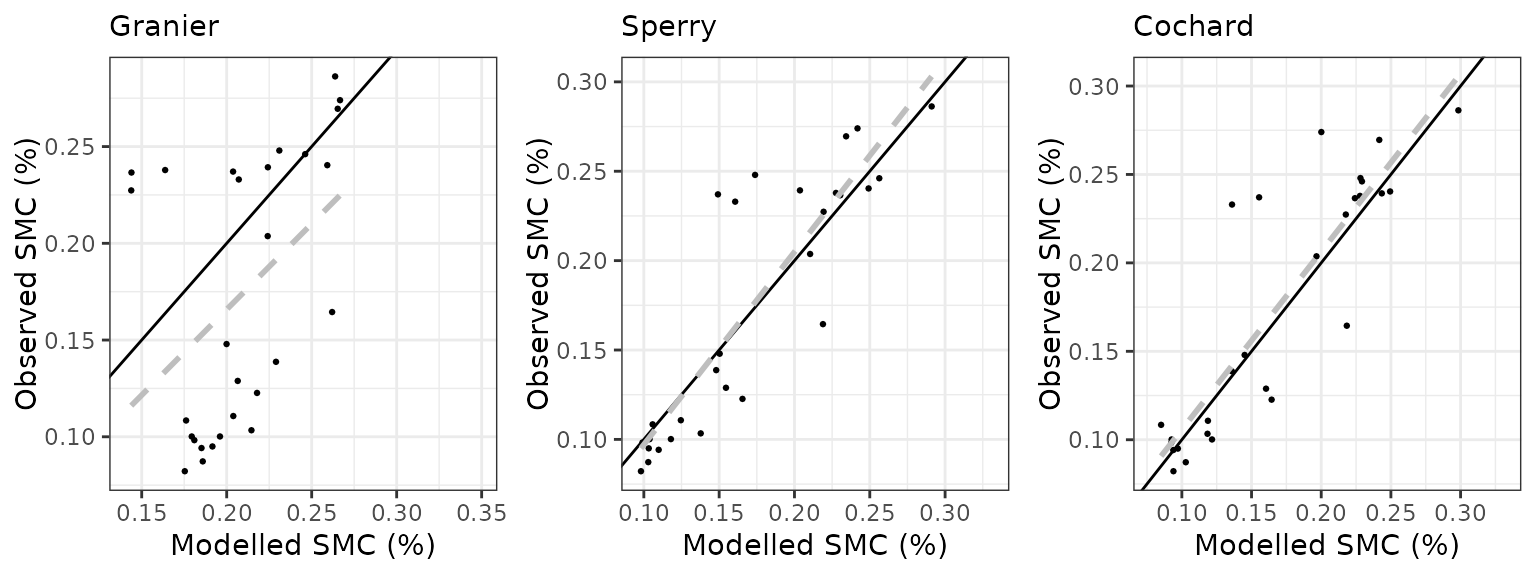 Granier
Sperry
Cochard
Observed SMC (%)
0.25
0.20
0.15
0.10
0.15 0.20 0.25 0.30 0.35
Modelled SMC (%)
Observed SMC (%)
0.30
0.25
0.20
0.15
0.10
0.10 0.15 0.20 0.25 0.30
Modelled SMC (%)
Observed SMC (%)
0.30
0.25
0.20
0.15
0.10
0.10 0.15 0.20 0.25 0.30
Modelled SMC (%)